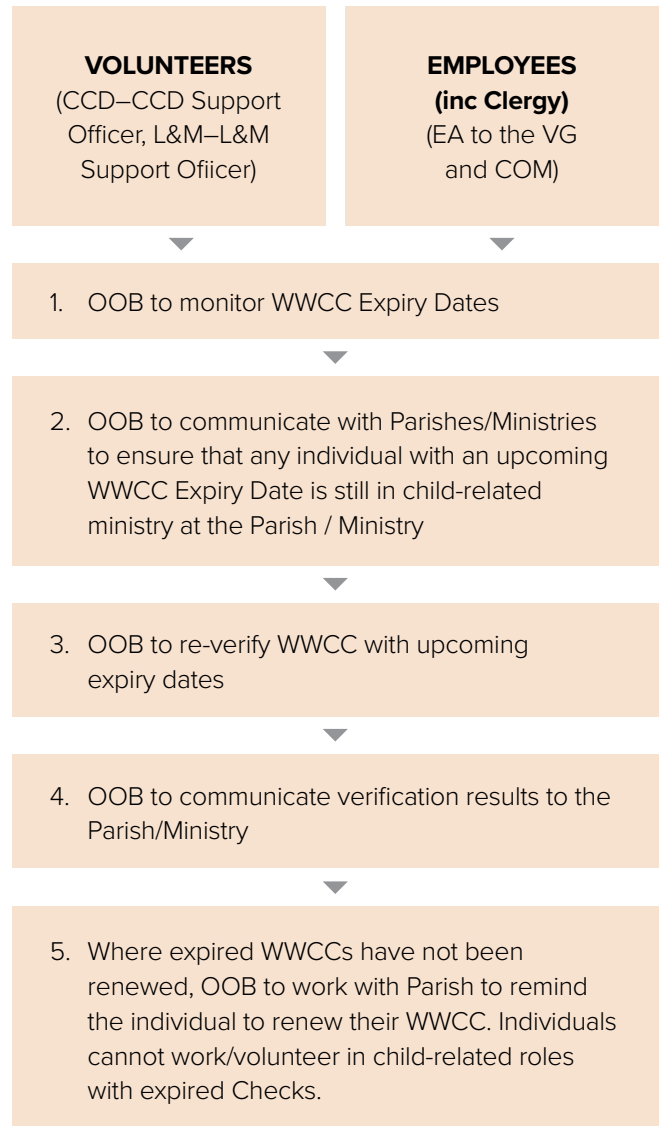 VOLUNTEERS
(CCD–CCD Support
Officer, L&M–L&M
Support Ofiicer)
EMPLOYEES
(inc Clergy)
(EA to the VG
and COM)
1. OOB to monitor WWCC Expiry Dates
2. OOB to communicate with Parishes/Ministries
to ensure that any individual with an upcoming
WWCC Expiry Date is still in child-related
ministry at the Parish / Ministry
3. OOB to re-verify WWCC with upcoming
expiry dates
4. OOB to communicate verification results to the
Parish/Ministry
5. Where expired WWCCs have not been
renewed, OOB to work with Parish to remind
the individual to renew their WWCC. Individuals
cannot work/volunteer in child-related roles
with expired Checks.